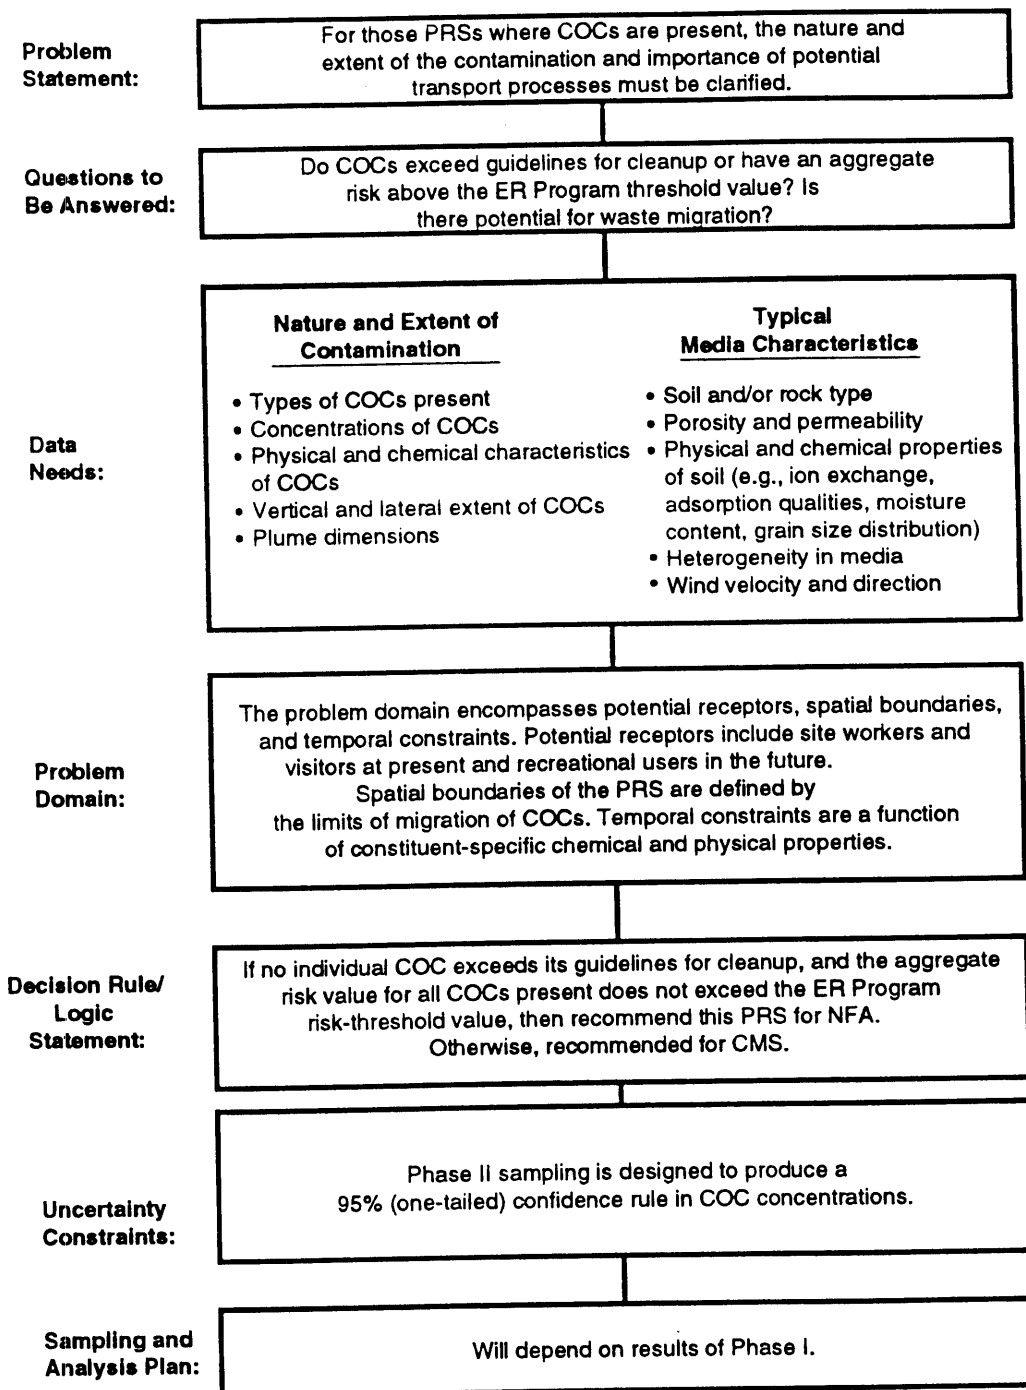 Problem
Statement:
For those PRSs where COCs are present, the nature and
extent of the contamination and importance of potential
transport processes must be clarified.
Questions to
Be Answered:
Do COCs exceed guidelines for cleanup or have an aggregate
risk above the ER Program threshold value? Is
there potential for waste migration?
Data
Needs:
Nature and Extent of
Contamination
• Types of COCs present
• Concentrations of COCs
• Physical and chemical characteristics
of COCs
• Vertical and lateral extent of COCs
• Plume dimensions
Typical
Media Characteristics
• Soil and/or rock type
• Porosity and permeability
• Physical and chemical properties
of soil (e.g., ion exchange,
adsorption qualities, moisture
content, grain size distribution)
• Heterogeneity in media
• Wind velocity and direction
Problem
Domain:
The problem domain encompasses potential receptors, spatial boundaries,
and temporal constraints. Potential receptors include site workers and
visitors at present and recreational users in the future.
Spatial boundaries of the PRS are defined by
the limits of migration of COCs. Temporal constraints are a function
of constituent-specific chemical and physical properties.
Decision Rule/
Logic
Statement:
If no individual COC exceeds its guidelines for cleanup, and the aggregate
risk value for all COCs present does not exceed the ER Program
risk-threshold value, then recommend this PRS for NFA.
Otherwise, recommended for CMS.
Uncertainty
Constraints:
Phase II sampling is designed to produce a
95% (one-tailed) confidence rule in COC concentrations.
Sampling and
Analysis Plan:
Will depend on results of Phase I.